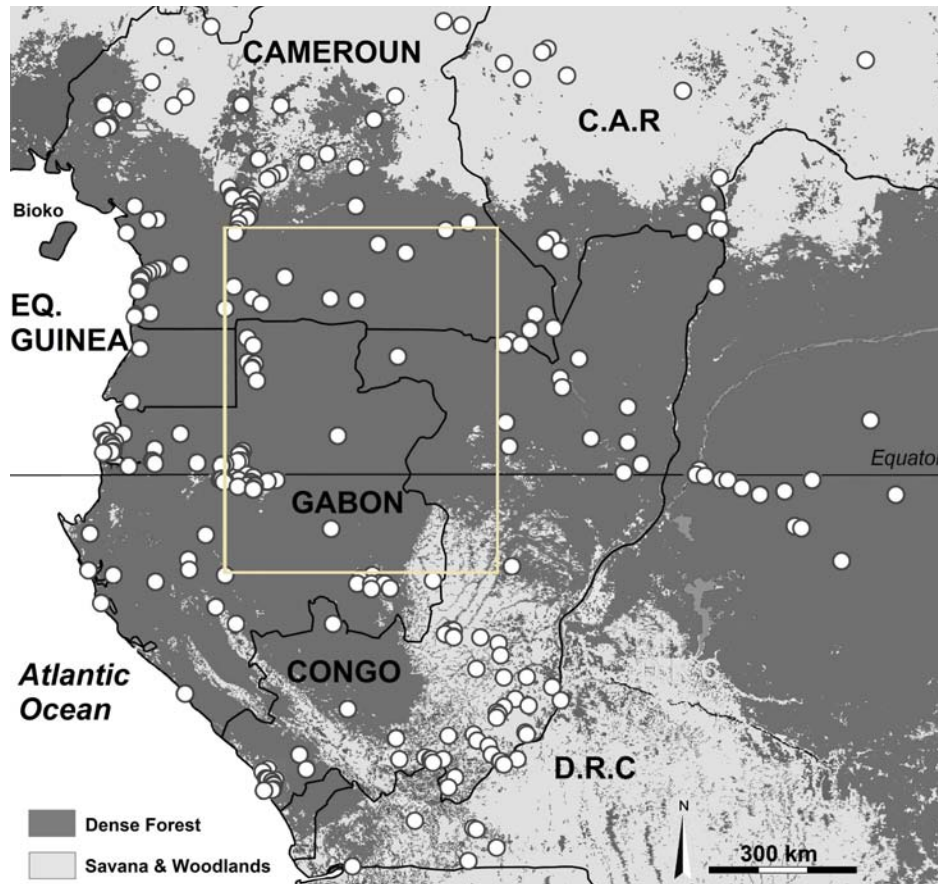 CAMEROUN
C.A.R
Bioko
EQ.
GUINEA
Equator
GABON
CONGO
Atlantic
Ocean
D.R.C
N
Dense Forest
Savana & Woodlands
300 km